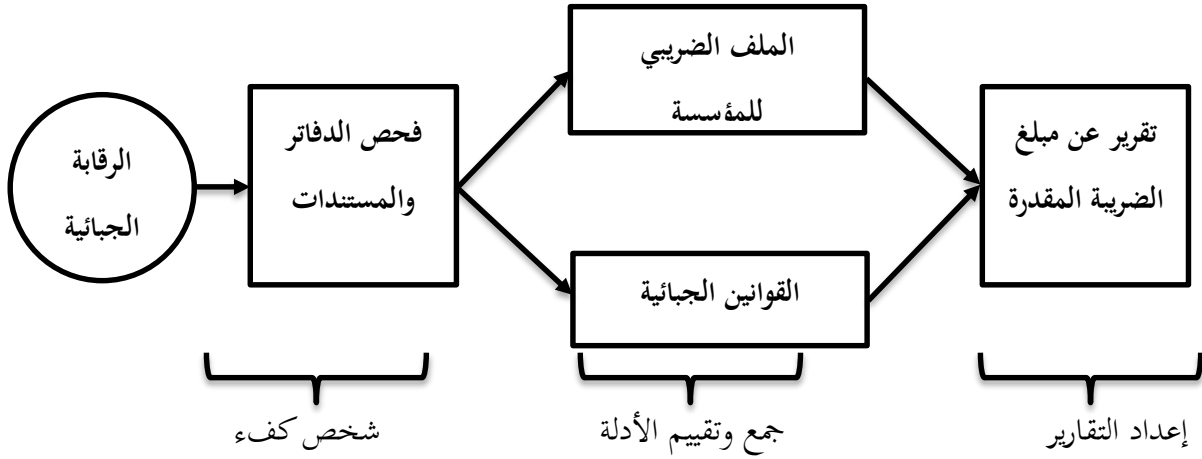 الرقابة
الجبائية
فحص الدفاتر
والمستندات
الملف الضريبي
للمؤسسة
القوانين الجبائية
تقرير عن مبلغ
الضريبة المقدرة
شخص كفء
جمع وتقييم الأدلة
إعداد التقارير